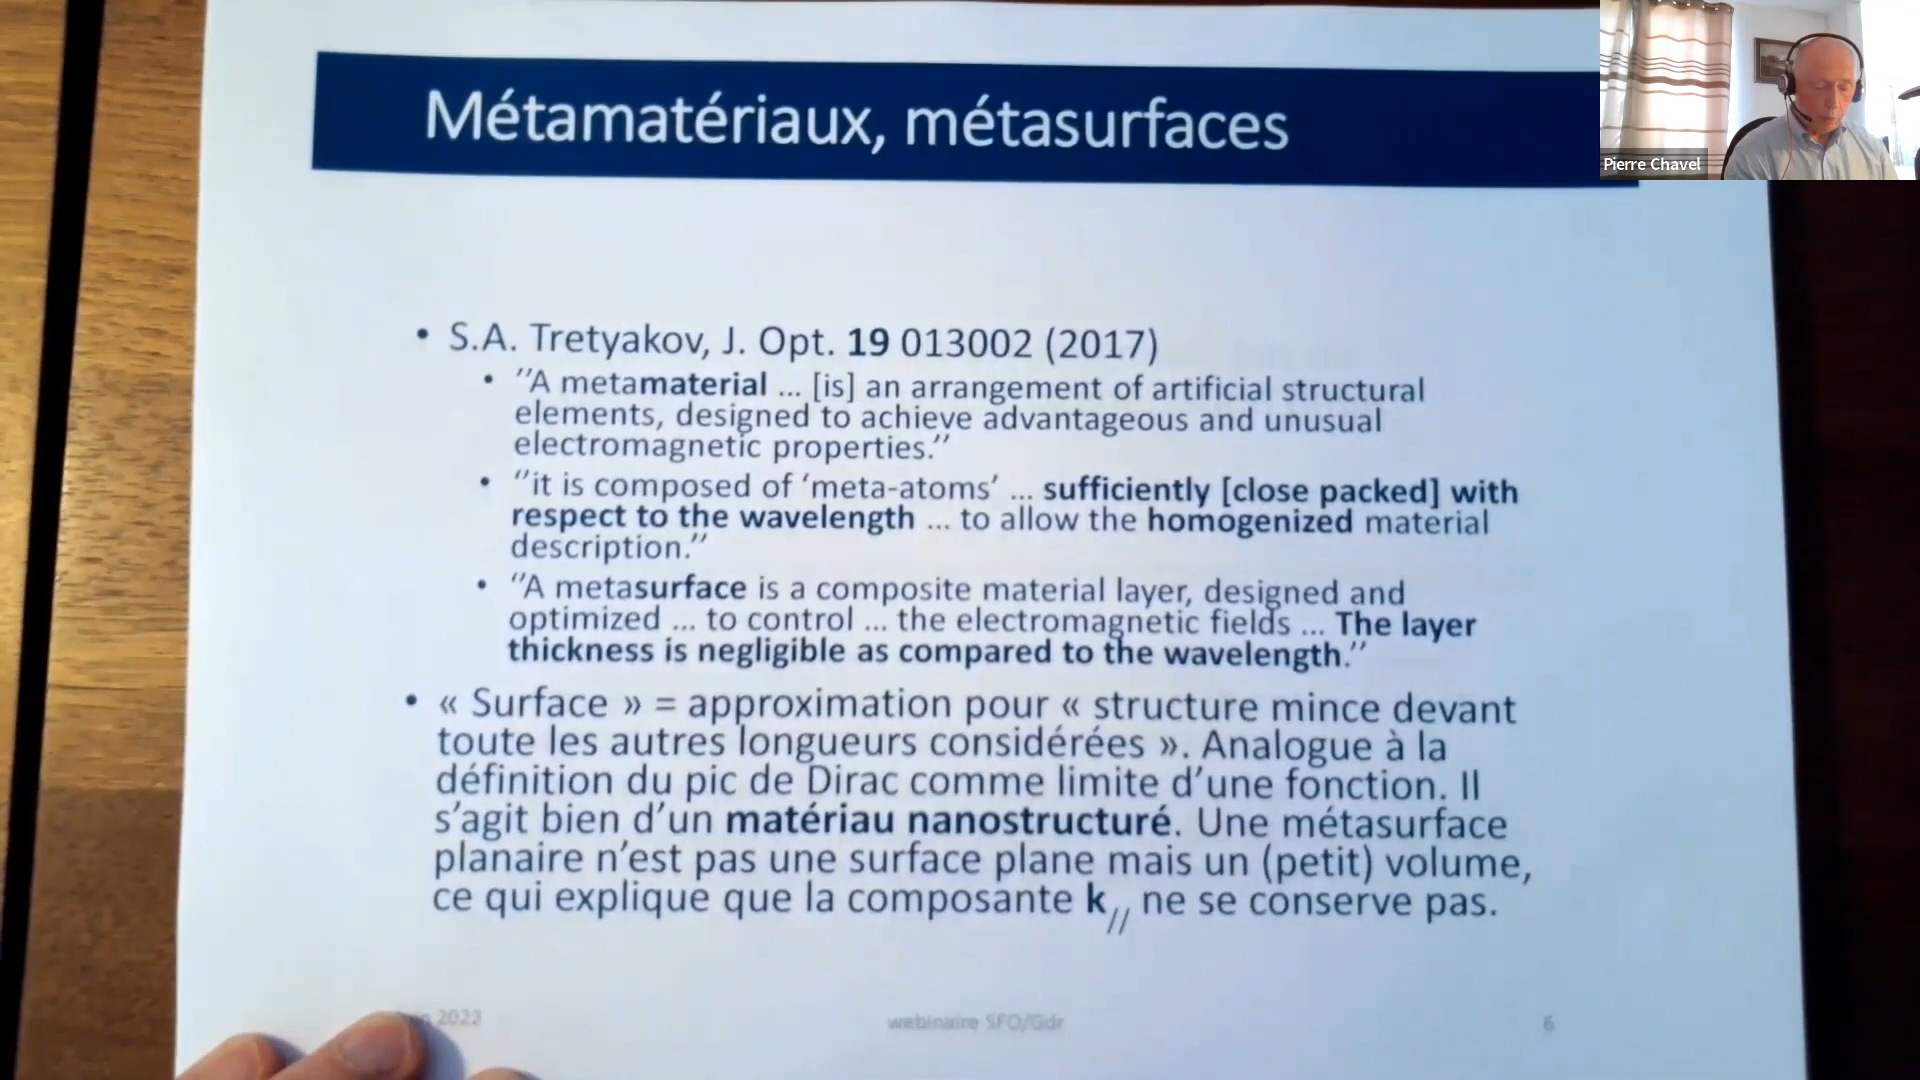 Métamatériaux, métasurfaces
Pierre Chavel
• S.A. Tretyakov, J. Opt. 19 013002 (2017)
• ’’A metamaterial ... [is] an arrangement of artificial structural
elements, designed to achieve advantageous and unusual
electromagnetic properties.’’
• ’’it is composed of ‘meta-atoms’ ... sufficiently [close packed] with
respect to the wavelength ... to allow the homogenized material
description.’’
• ’’A metasurface is a composite material layer, designed and
optimized ... to control ... the electromagnetic fields ... The layer
thickness is negligible as compared to the wavelength.’’
• « Surface » = approximation pour « structure mince devant
toute les autres longueurs considérées ». Analogue à la
définition du pic de Dirac comme limite d’une fonction. Il
s’agit bien d’un matériau nanostructuré. Une métasurface
planaire n’est pas une surface plane mais un (petit) volume,
ce qui explique que la composante k// ne se conserve pas.
2022
webinaire SFO/Gdr
6